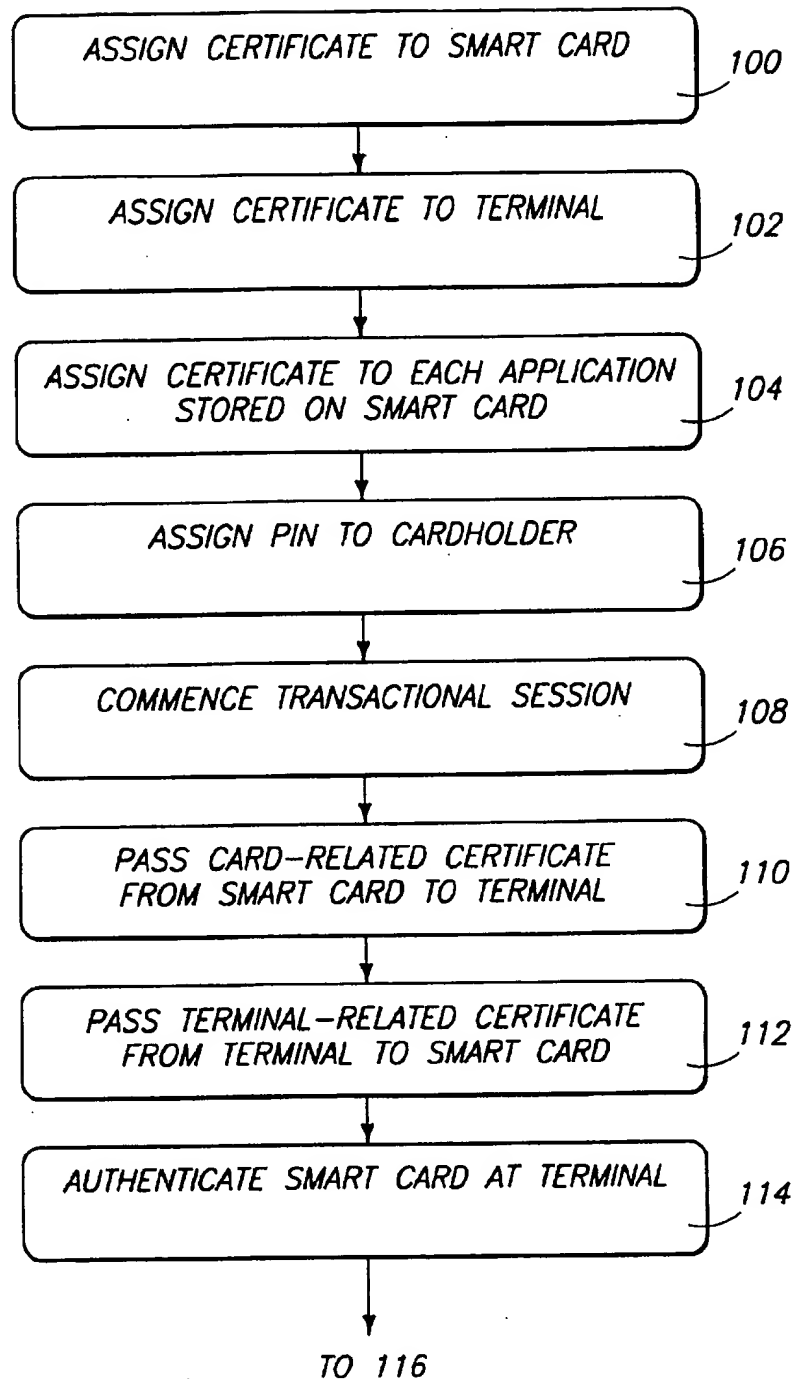 ASSIGN CERTIFICATE TO SMART CARD
100
ASSIGN CERTIFICATE TO TERMINAL
102
ASSIGN CERTIFICATE TO EACH APPLICATION
STORED ON SMART CARD
104
ASSIGN PIN TO CARDHOLDER
106
COMMENCE TRANSACTIONAL SESSION
108
PASS CARD-RELATED CERTIFICATE
FROM SMART CARD TO TERMINAL
110
PASS TERMINAL-RELATED CERTIFICATE
FROM TERMINAL TO SMART CARD
112
AUTHENTICATE SMART CARD AT TERMINAL
114
TO 116